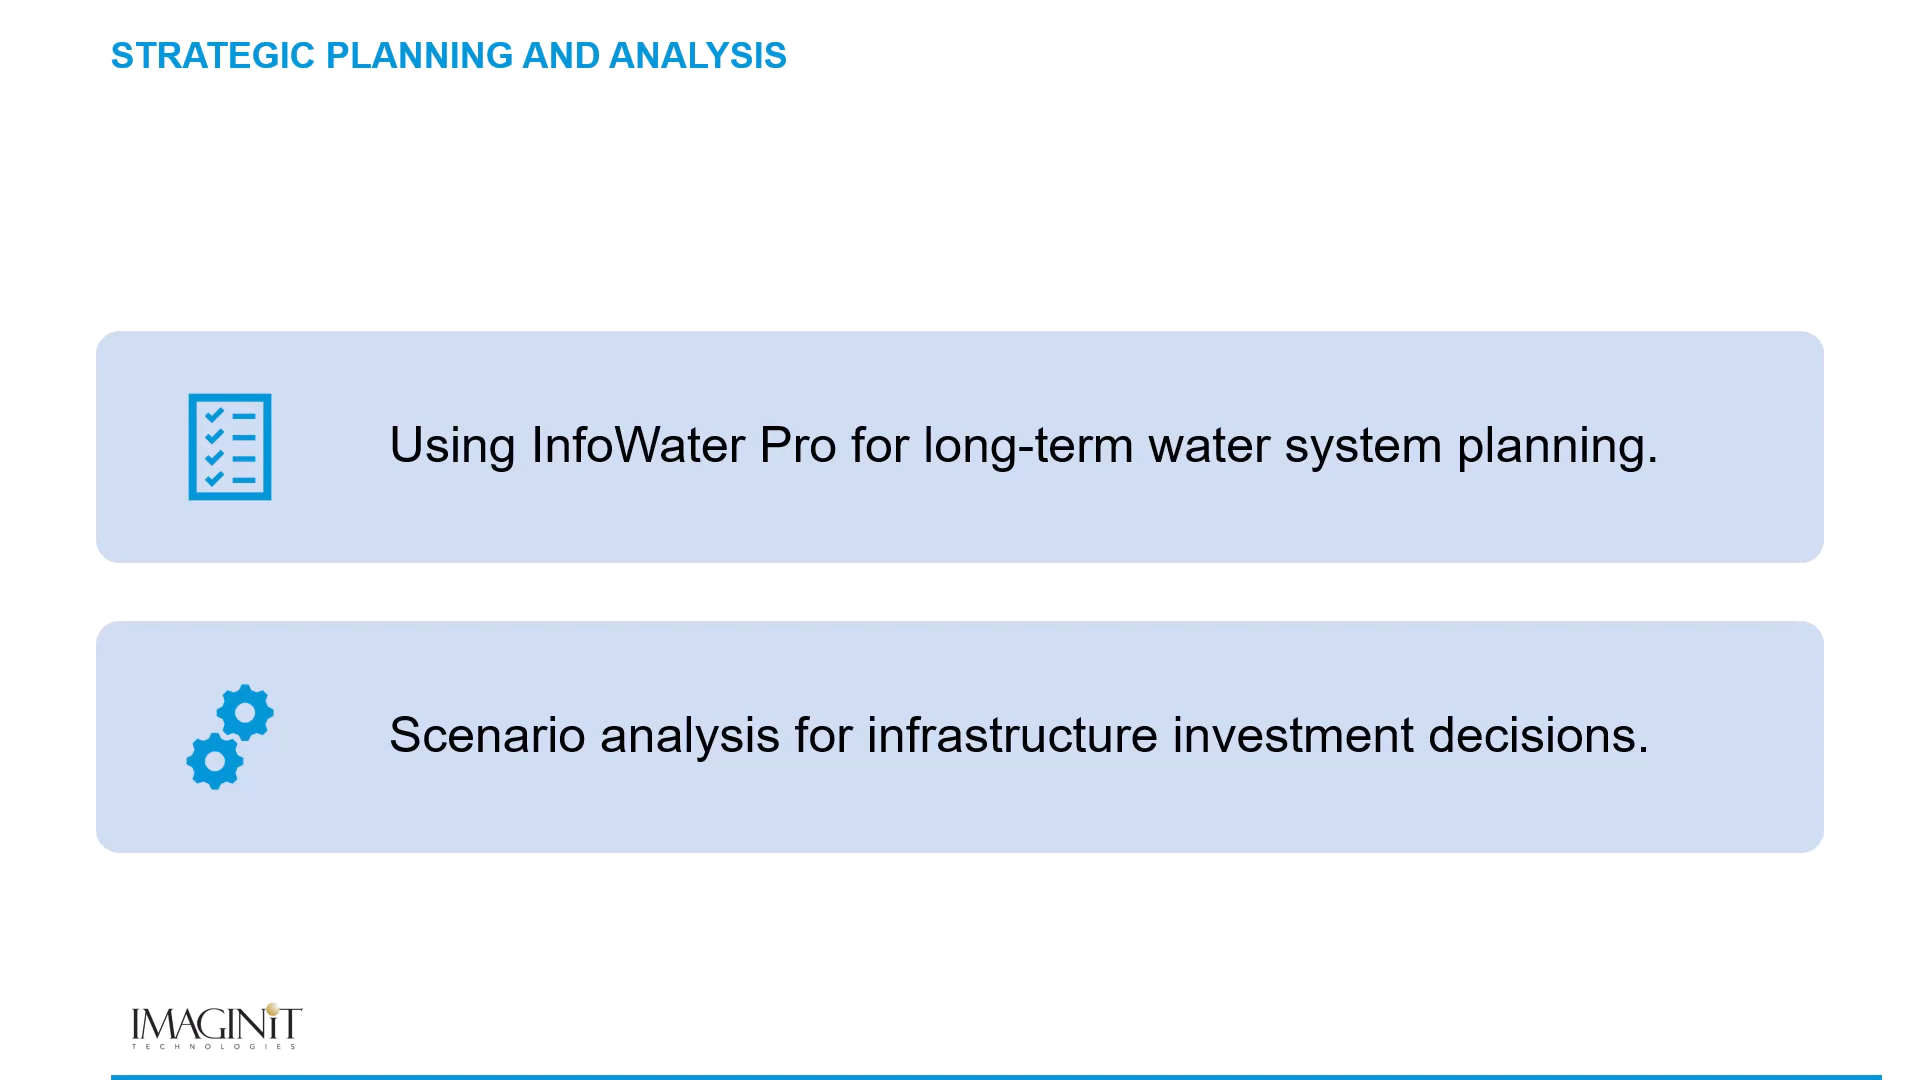 STRATEGIC PLANNING AND ANALYSIS
Using InfoWater Pro for long-term water system planning.
Scenario analysis for infrastructure investment decisions.
IMAGINiT
TECHNOLOGIES